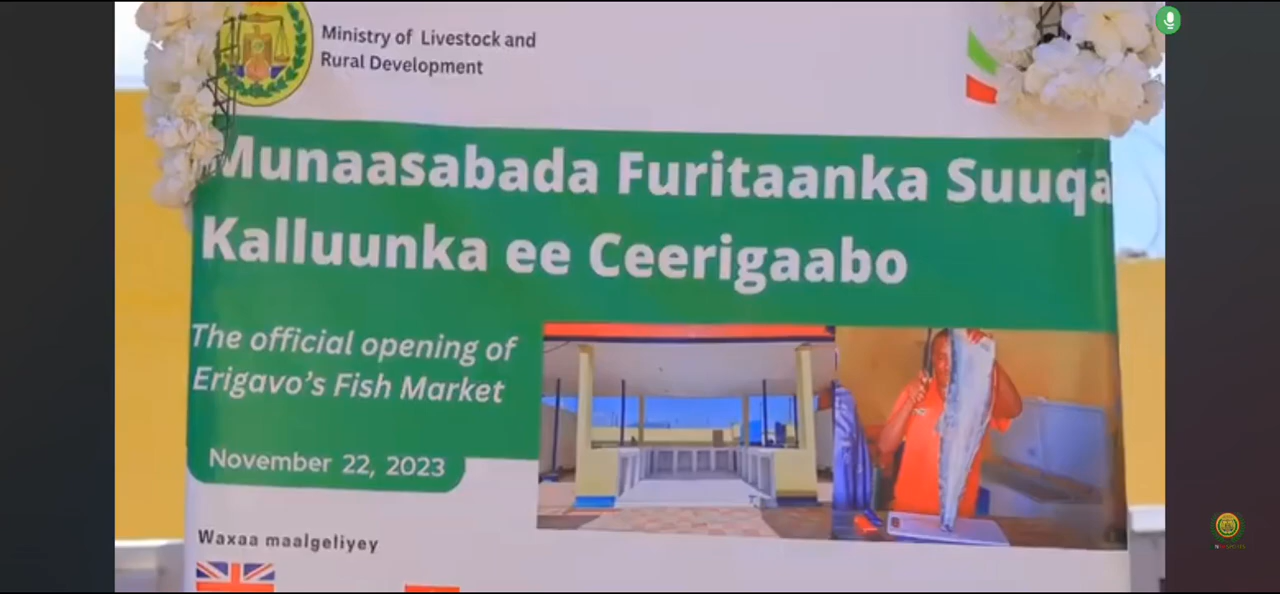 Ministry of Livestock and
Rural Development
Munaasabada Furitaanka Suuqa
Kalluunka ee Ceerigaabo
The official opening of
Erigavo's Fish Market
November 22, 2023
Waxaa maalgeliyey